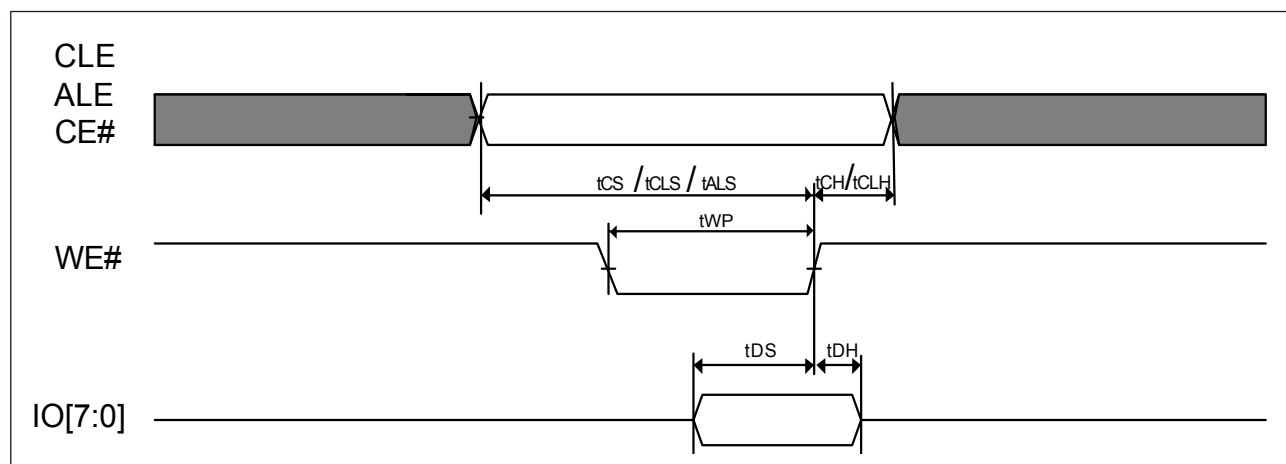 CLE
ALE
CE#
tCS / tCLS / tALS
tCH/tCLH
tWP
WE#
tDS
tDH
IO[7:0]